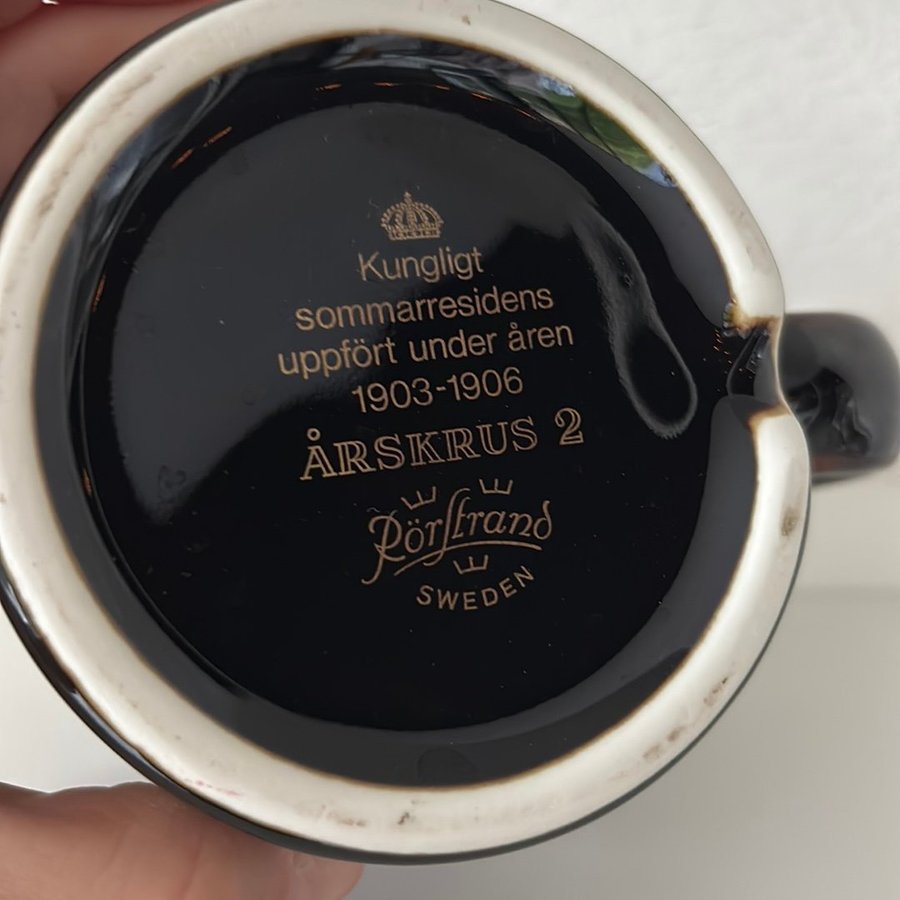 Kungligt
sommarresidens
uppfört under åren
1903-1906
ÅRSKRUS 2
Rörstrand
SWEDEN